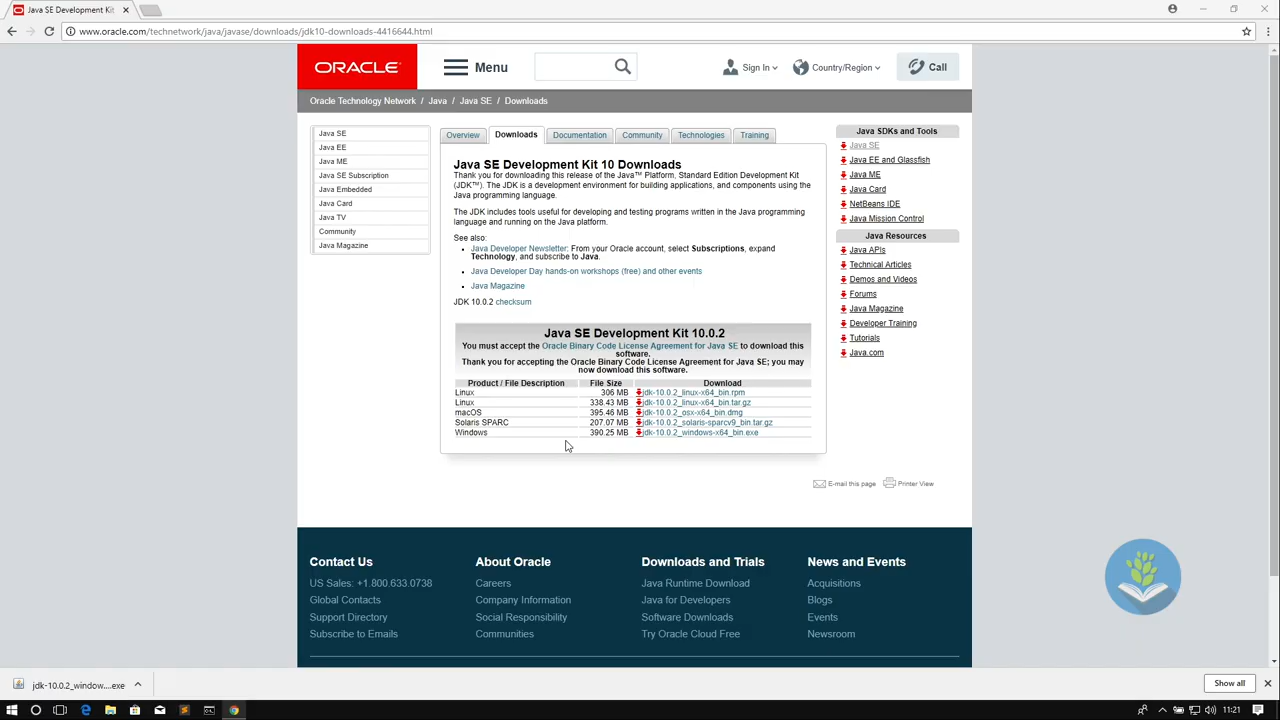 Java SE Development Kit 10
www.oracle.com/technetwork/java/javase/downloads/jdk10-downloads-4416644.html
ORACLE
Menu
Sign In
Country/Region
Call
Oracle Technology Network / Java / Java SE / Downloads
Java SE
Java EE
Java ME
Java SE Subscription
Java Embedded
Java Card
Java TV
Community
Java Magazine
Overview
Downloads
Documentation
Community
Technologies
Training
Java SE Development Kit 10 Downloads
Thank you for downloading this release of the Java™ Platform, Standard Edition Development Kit
(JDK™). The JDK is a development environment for building applications, and components using the
Java programming language.
The JDK includes tools useful for developing and testing programs written in the Java programming
language and running on the Java platform.
See also:
Java Developer Newsletter: From your Oracle account, select Subscriptions, expand
Technology, and subscribe to Java.
Java Developer Day hands-on workshops (free) and other events
Java Magazine
JDK 10.0.2 checksum
Java SE Development Kit 10.0.2
You must accept the Oracle Binary Code License Agreement for Java SE to download this
software.
Thank you for accepting the Oracle Binary Code License Agreement for Java SE; you may
now download this software.
Product / File Description File Size Download
Linux 306 MB jdk-10.0.2_linux-x64_bin.rpm
Linux 338.43 MB jdk-10.0.2_linux-x64_bin.tar.gz
macOS 395.46 MB jdk-10.0.2_osx-x64_bin.dmg
Solaris SPARC 207.07 MB jdk-10.0.2_solaris-sparcv9_bin.tar.gz
Windows 390.25 MB jdk-10.0.2_windows-x64_bin.exe
E-mail this page
Printer View
Java SDKs and Tools
Java SE
Java EE and Glassfish
Java ME
Java Card
NetBeans IDE
Java Mission Control
Java Resources
Java APIs
Technical Articles
Demos and Videos
Forums
Java Magazine
Developer Training
Tutorials
Java.com
Contact Us
US Sales: +1.800.633.0738
Global Contacts
Support Directory
Subscribe to Emails
About Oracle
Careers
Company Information
Social Responsibility
Communities
Downloads and Trials
Java Runtime Download
Java for Developers
Software Downloads
Try Oracle Cloud Free
News and Events
Acquisitions
Blogs
Events
Newsroom
jdk-10.0.2_window....exe
Show all
11:21